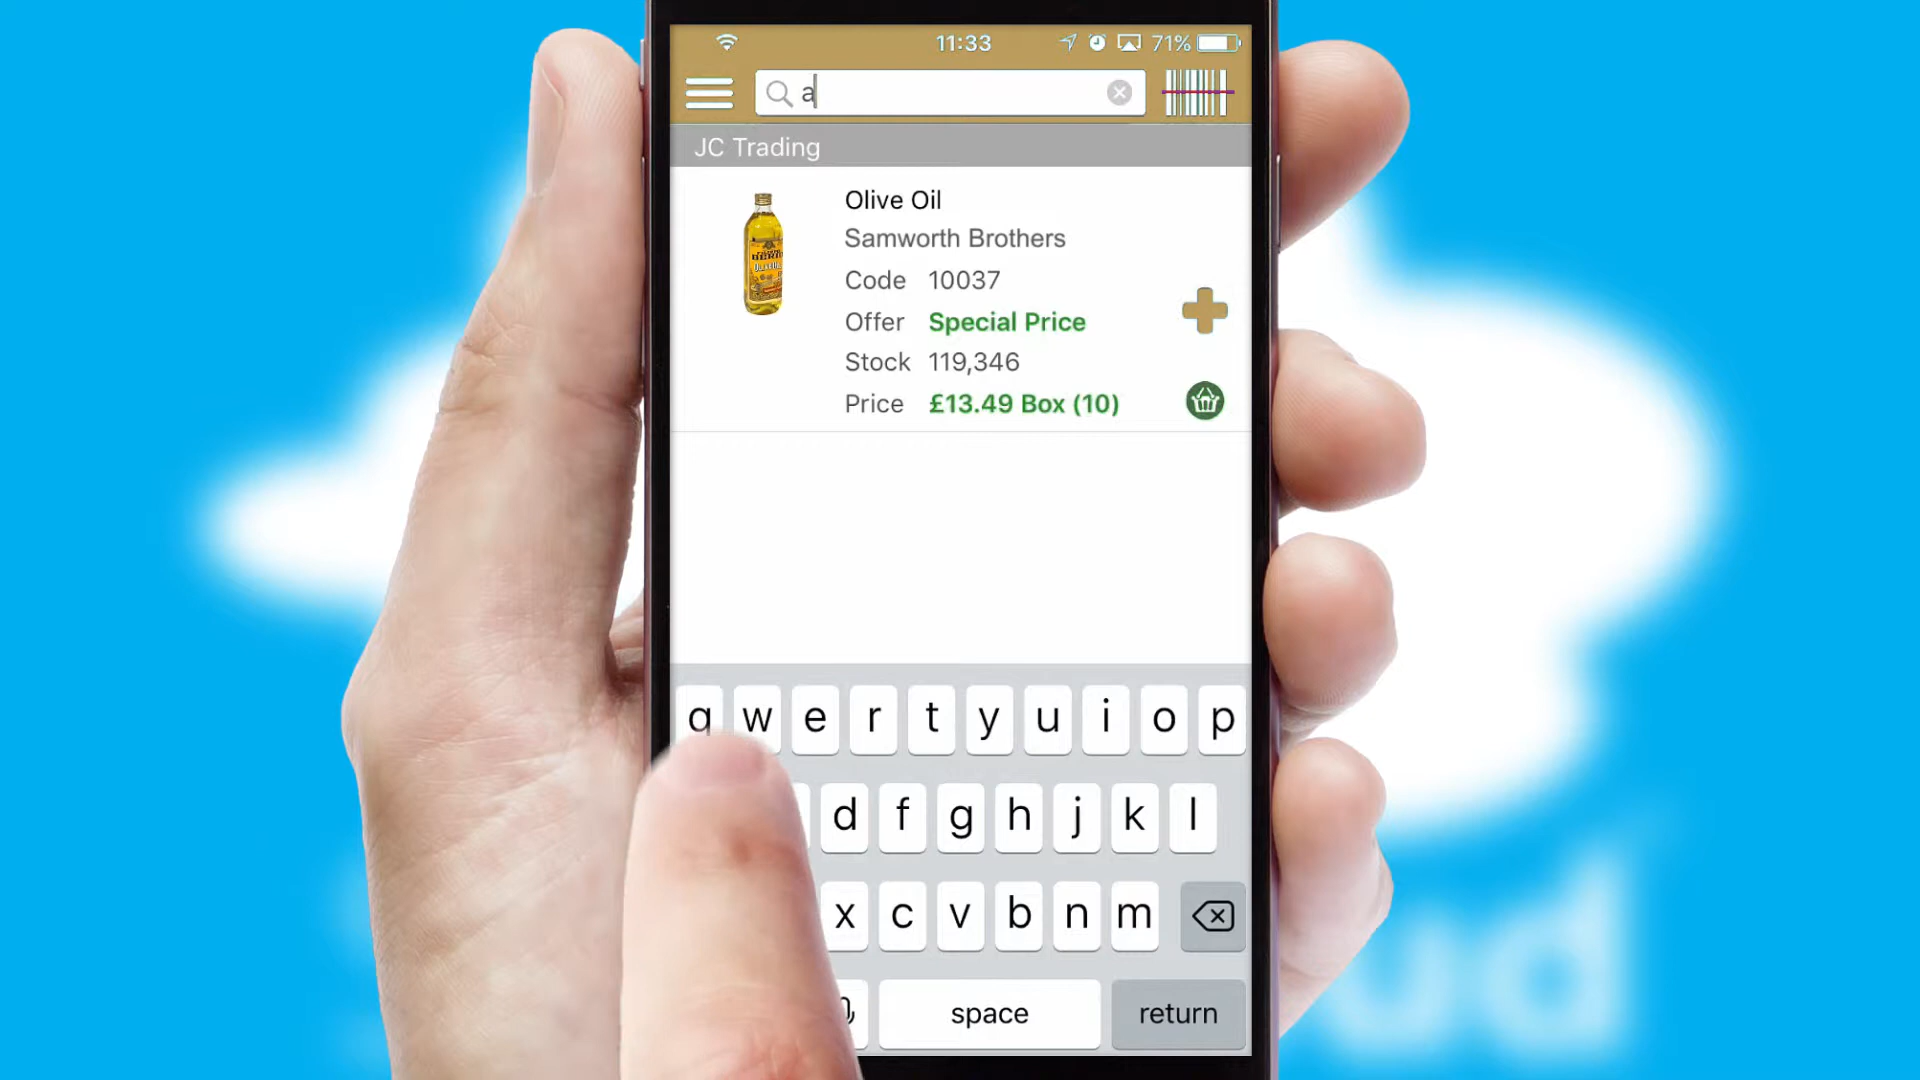 11:33 71%
a
JC Trading
Olive Oil
Samworth Brothers
Code 10037
Offer Special Price
Stock 119,346
Price £13.49 Box (10)
q w e r t y u i o p
d f g h j k l
x c v b n m
space return
ud